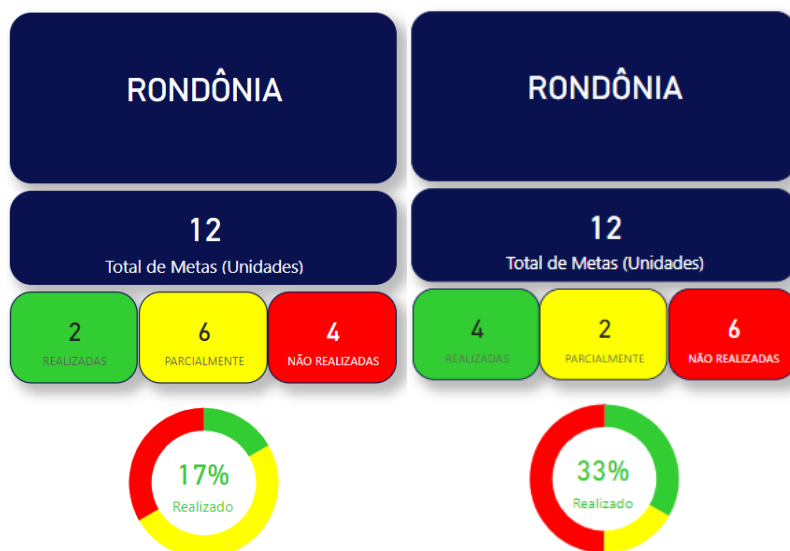 RONDÔNIA
12
Total de Metas (Unidades)
2
REALIZADAS
6
PARCIALMENTE
4
NÃO REALIZADAS
17%
Realizado
RONDÔNIA
12
Total de Metas (Unidades)
4
REALIZADAS
2
PARCIALMENTE
6
NÃO REALIZADAS
33%
Realizado